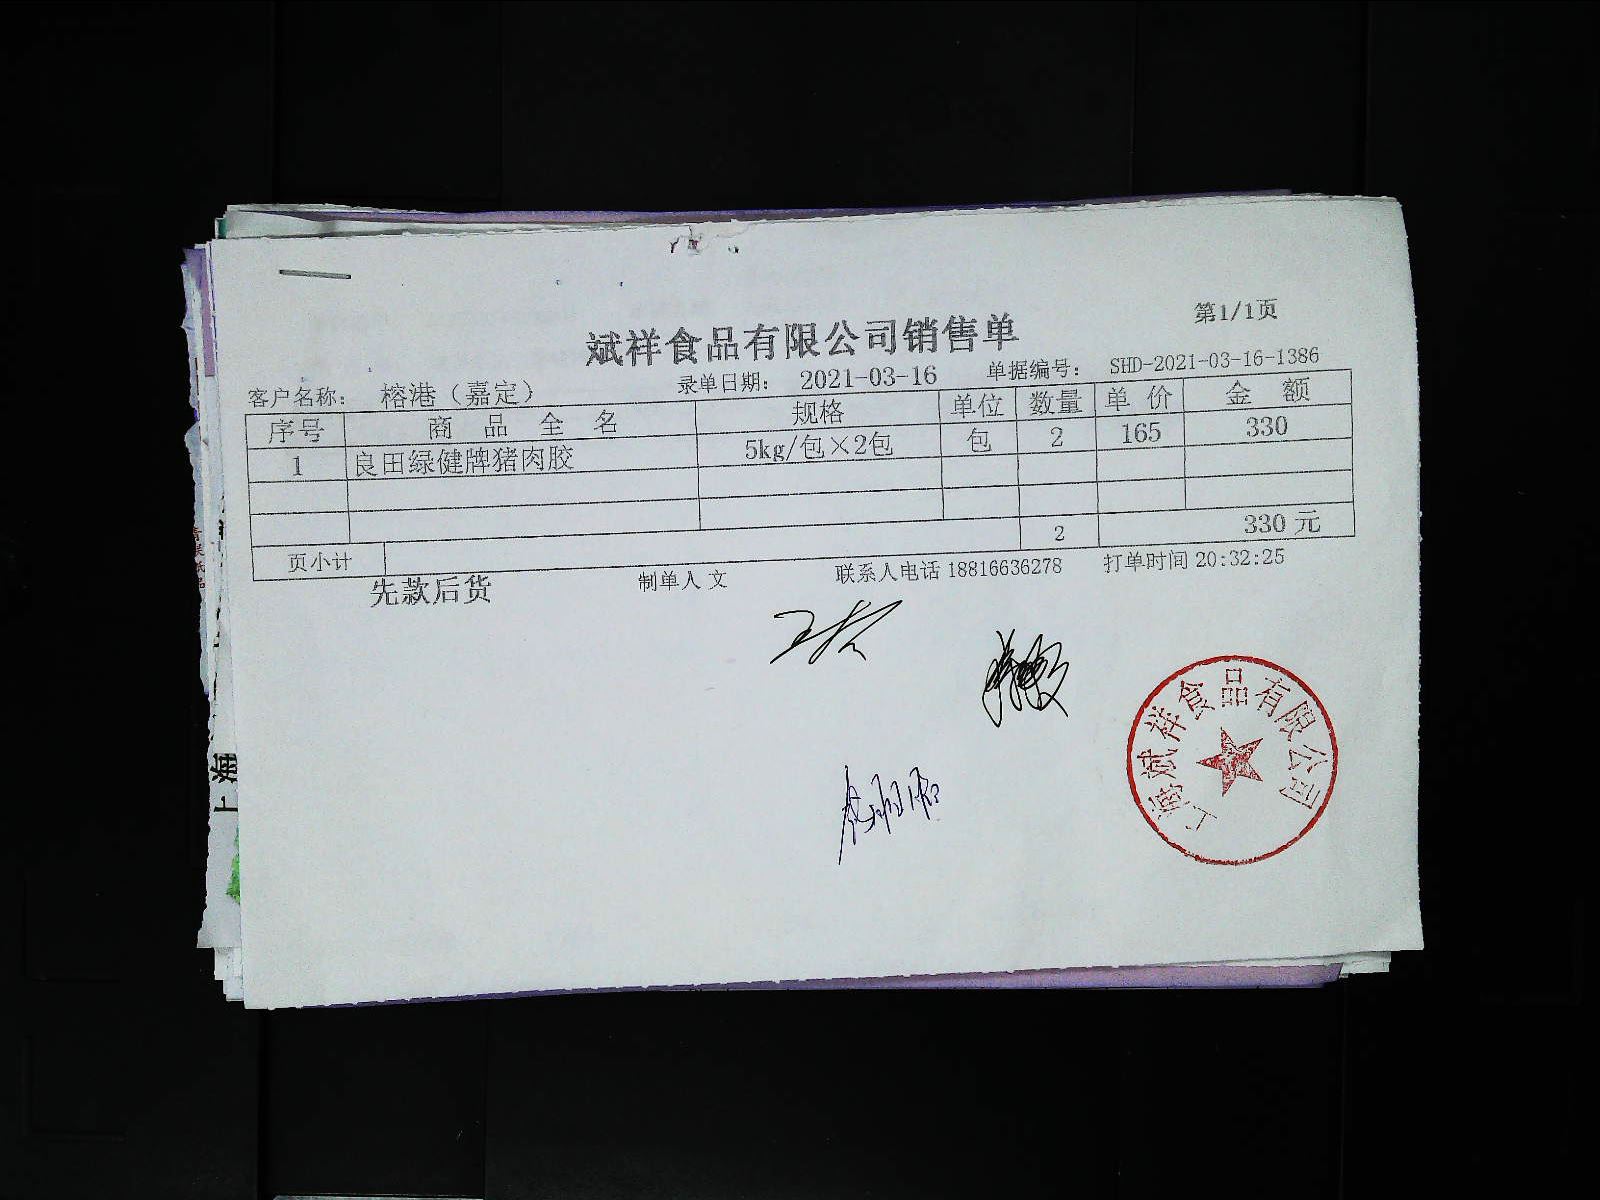 第1/1页
斌祥食品有限公司销售单
客户名称： 榕港（嘉定） 录单日期： 2021-03-16 单据编号： SHD-2021-03-16-1386
序号 商品全名 规格 单位 数量 单价 金额
1 良田绿健牌猪肉胶 5kg/包×2包 包 2 165 330
页小计 2 330元
先款后货 制单人 文 联系人电话 18816636278 打单时间 20:32:25
上海斌祥食品有限公司
海
上